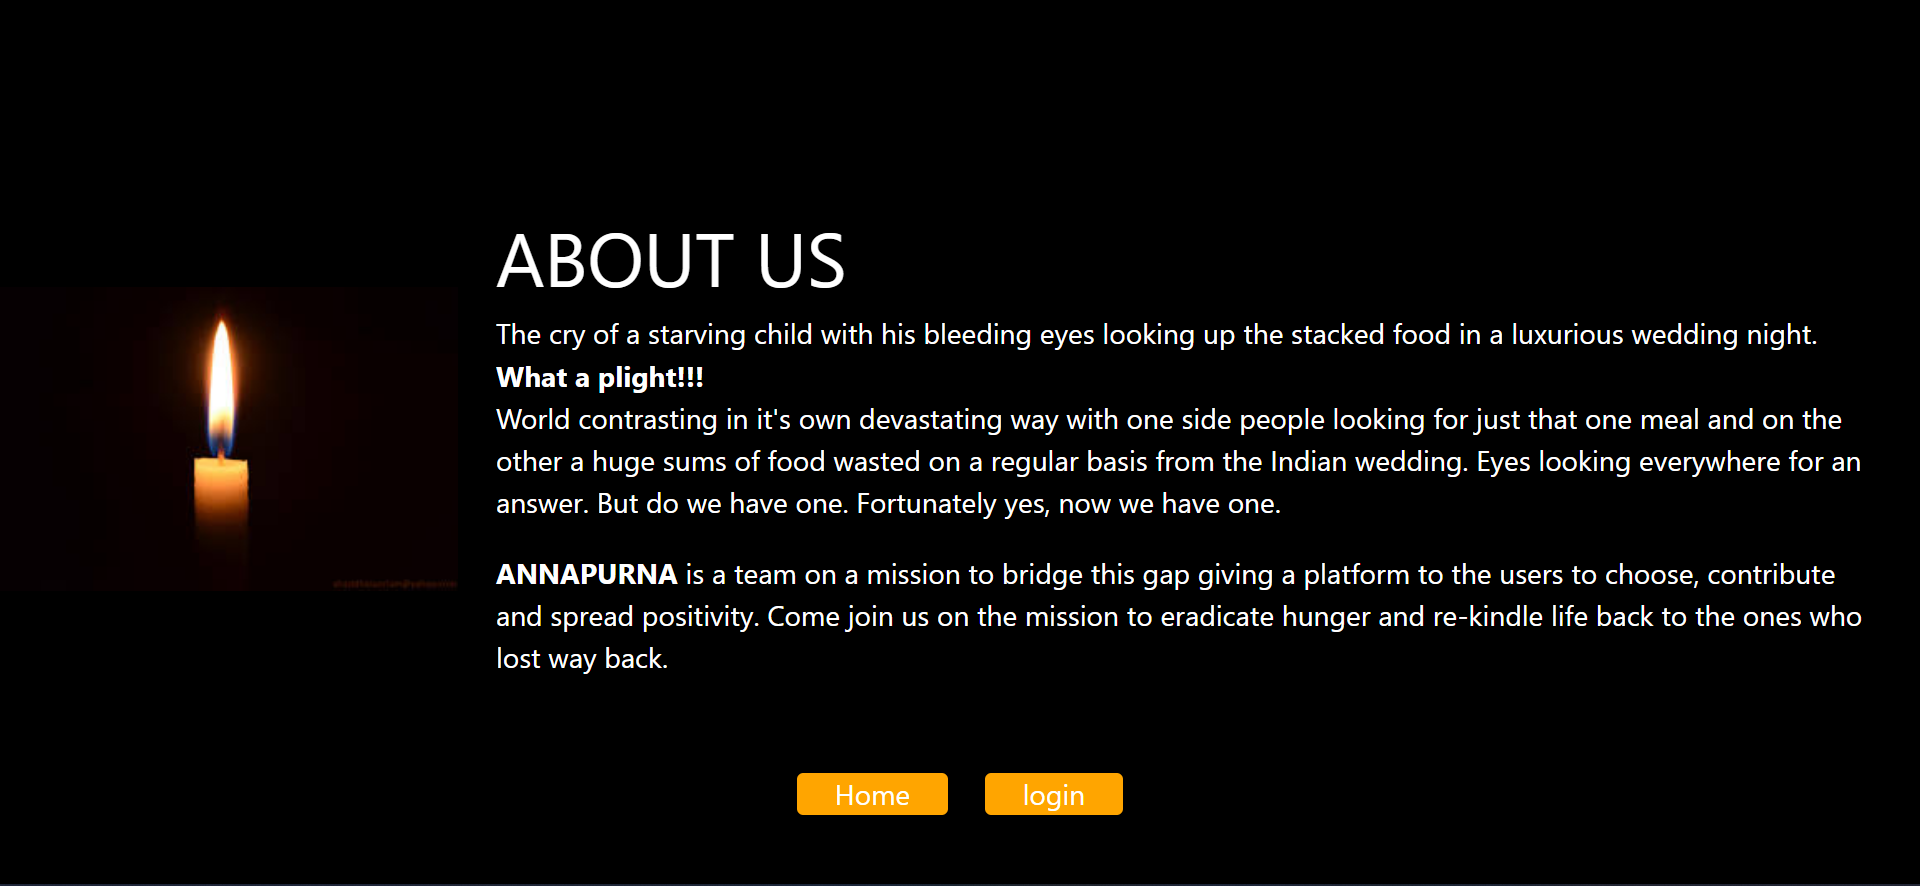 ABOUT US
The cry of a starving child with his bleeding eyes looking up the stacked food in a luxurious wedding night.
What a plight!!!
World contrasting in it's own devastating way with one side people looking for just that one meal and on the
other a huge sums of food wasted on a regular basis from the Indian wedding. Eyes looking everywhere for an
answer. But do we have one. Fortunately yes, now we have one.
ANNAPURNA is a team on a mission to bridge this gap giving a platform to the users to choose, contribute
and spread positivity. Come join us on the mission to eradicate hunger and re-kindle life back to the ones who
lost way back.
Home
login